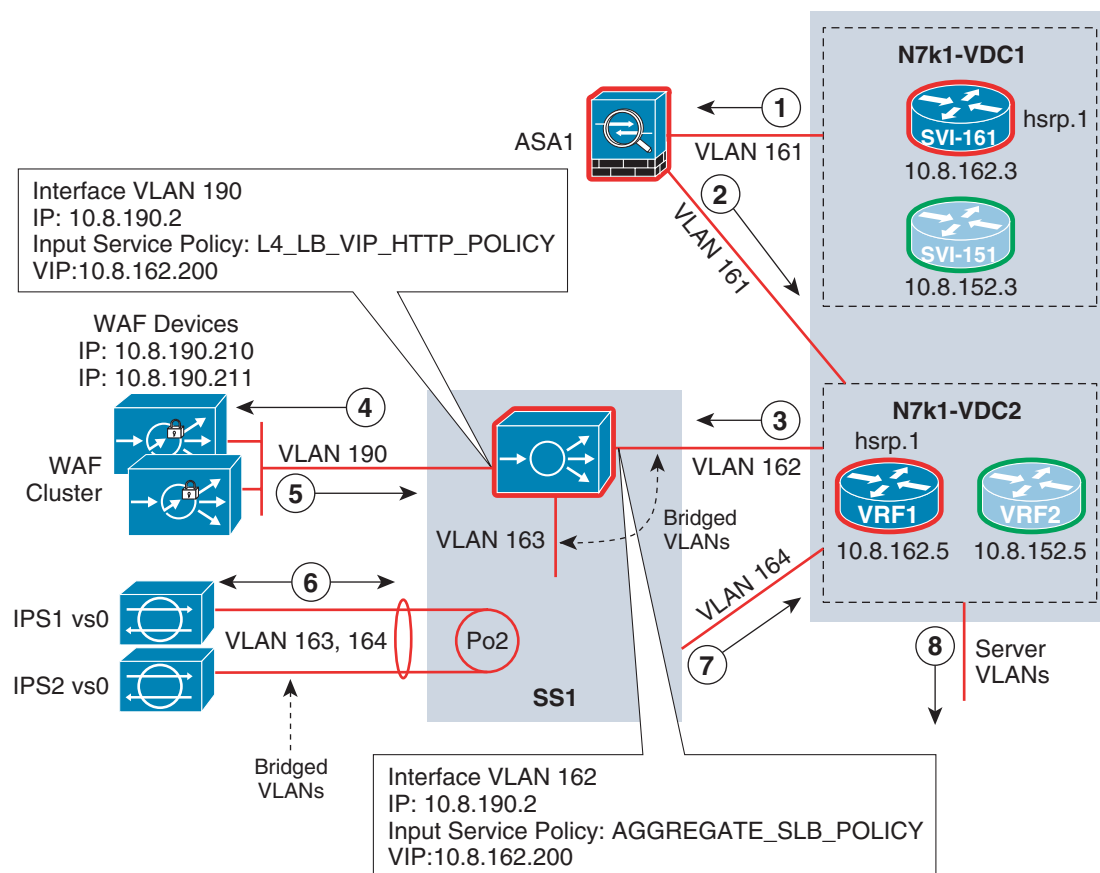 N7k1-VDC1
1
hsrp.1
ASA1
VLAN 161
SVI-161
10.8.162.3
2
VLAN 161
SVI-151
10.8.152.3
Interface VLAN 190
IP: 10.8.190.2
Input Service Policy: L4_LB_VIP_HTTP_POLICY
VIP:10.8.162.200
WAF Devices
IP: 10.8.190.210
IP: 10.8.190.211
4
3
N7k1-VDC2
hsrp.1
VLAN 190
VLAN 162
WAF
Cluster
5
VRF1
VRF2
Bridged
VLANs
VLAN 163
10.8.162.5
10.8.152.5
6
VLAN 164
IPS1 vs0
VLAN 163, 164
Po2
7
8
Server
VLANs
IPS2 vs0
SS1
Bridged
VLANs
Interface VLAN 162
IP: 10.8.190.2
Input Service Policy: AGGREGATE_SLB_POLICY
VIP:10.8.162.200